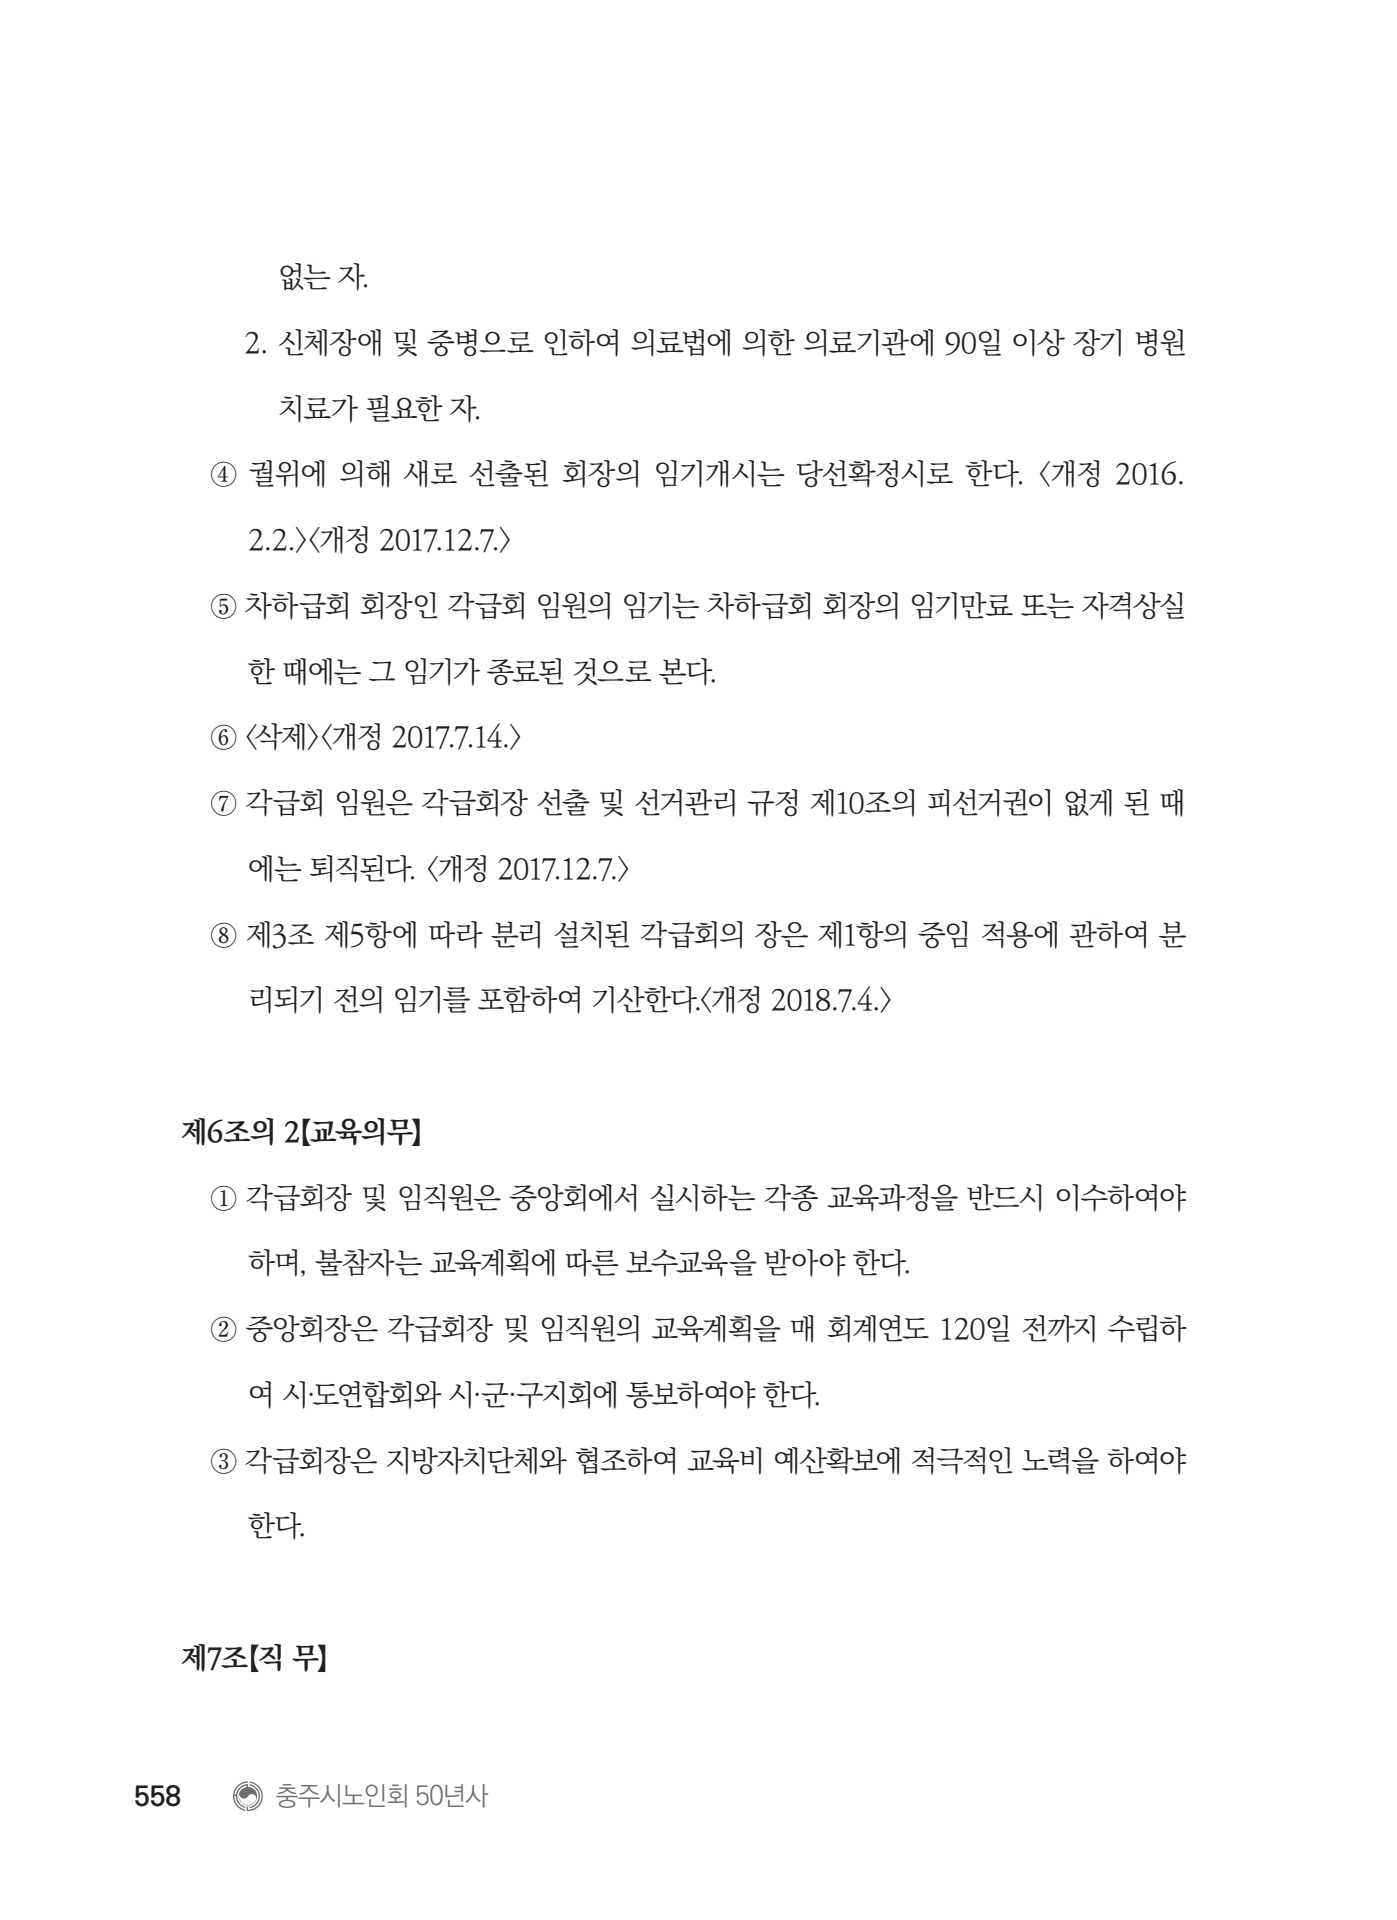 없는 자.
2. 신체장애 및 중병으로 인하여 의료법에 의한 의료기관에 90일 이상 장기 병원
치료가 필요한 자.
④ 궐위에 의해 새로 선출된 회장의 임기개시는 당선확정시로 한다. 〈개정 2016.
2.2.〉〈개정 2017.12.7.〉
⑤ 차하급회 회장인 각급회 임원의 임기는 차하급회 회장의 임기만료 또는 자격상실
한 때에는 그 임기가 종료된 것으로 본다.
⑥ 〈삭제〉〈개정 2017.7.14.〉
⑦ 각급회 임원은 각급회장 선출 및 선거관리 규정 제10조의 피선거권이 없게 된 때
에는 퇴직된다. 〈개정 2017.12.7.〉
⑧ 제3조 제5항에 따라 분리 설치된 각급회의 장은 제1항의 중임 적용에 관하여 분
리되기 전의 임기를 포함하여 기산한다.〈개정 2018.7.4.〉
제6조의 2【교육의무】
① 각급회장 및 임직원은 중앙회에서 실시하는 각종 교육과정을 반드시 이수하여야
하며, 불참자는 교육계획에 따른 보수교육을 받아야 한다.
② 중앙회장은 각급회장 및 임직원의 교육계획을 매 회계연도 120일 전까지 수립하
여 시·도연합회와 시·군·구지회에 통보하여야 한다.
③ 각급회장은 지방자치단체와 협조하여 교육비 예산확보에 적극적인 노력을 하여야
한다.
제7조【직 무】
558 충주시노인회 50년사